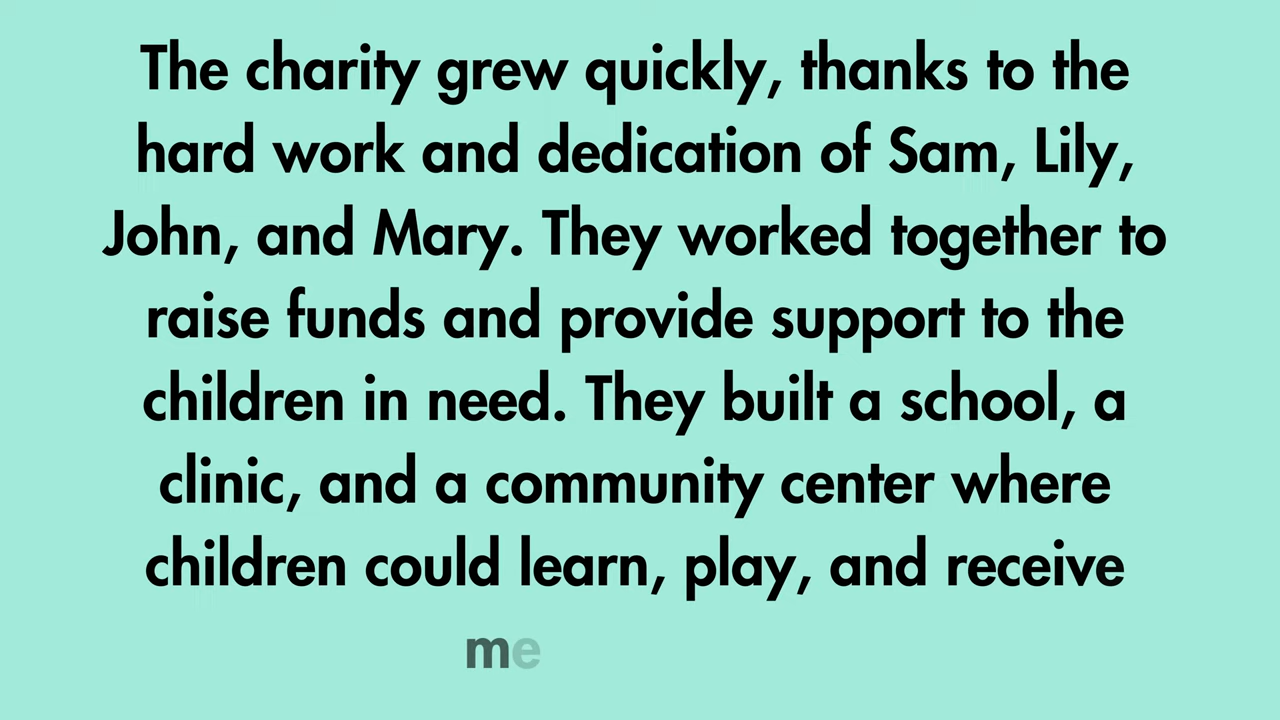 The charity grew quickly, thanks to the
hard work and dedication of Sam, Lily,
John, and Mary. They worked together to
raise funds and provide support to the
children in need. They built a school, a
clinic, and a community center where
children could learn, play, and receive
me